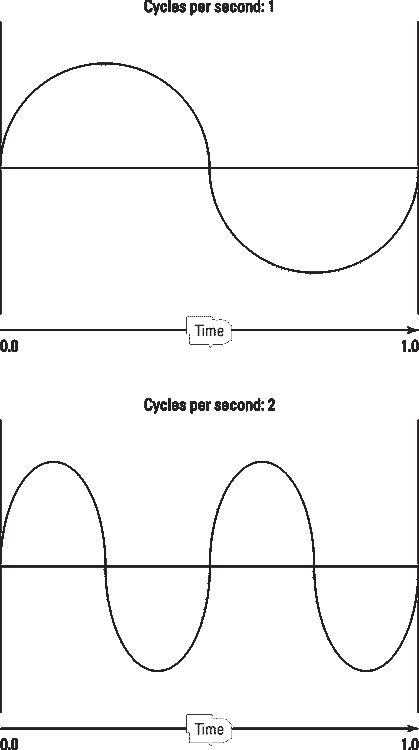 Cycles per second: 1
Time
0.0 1.0
Cycles per second: 2
Time
0.0 1.0